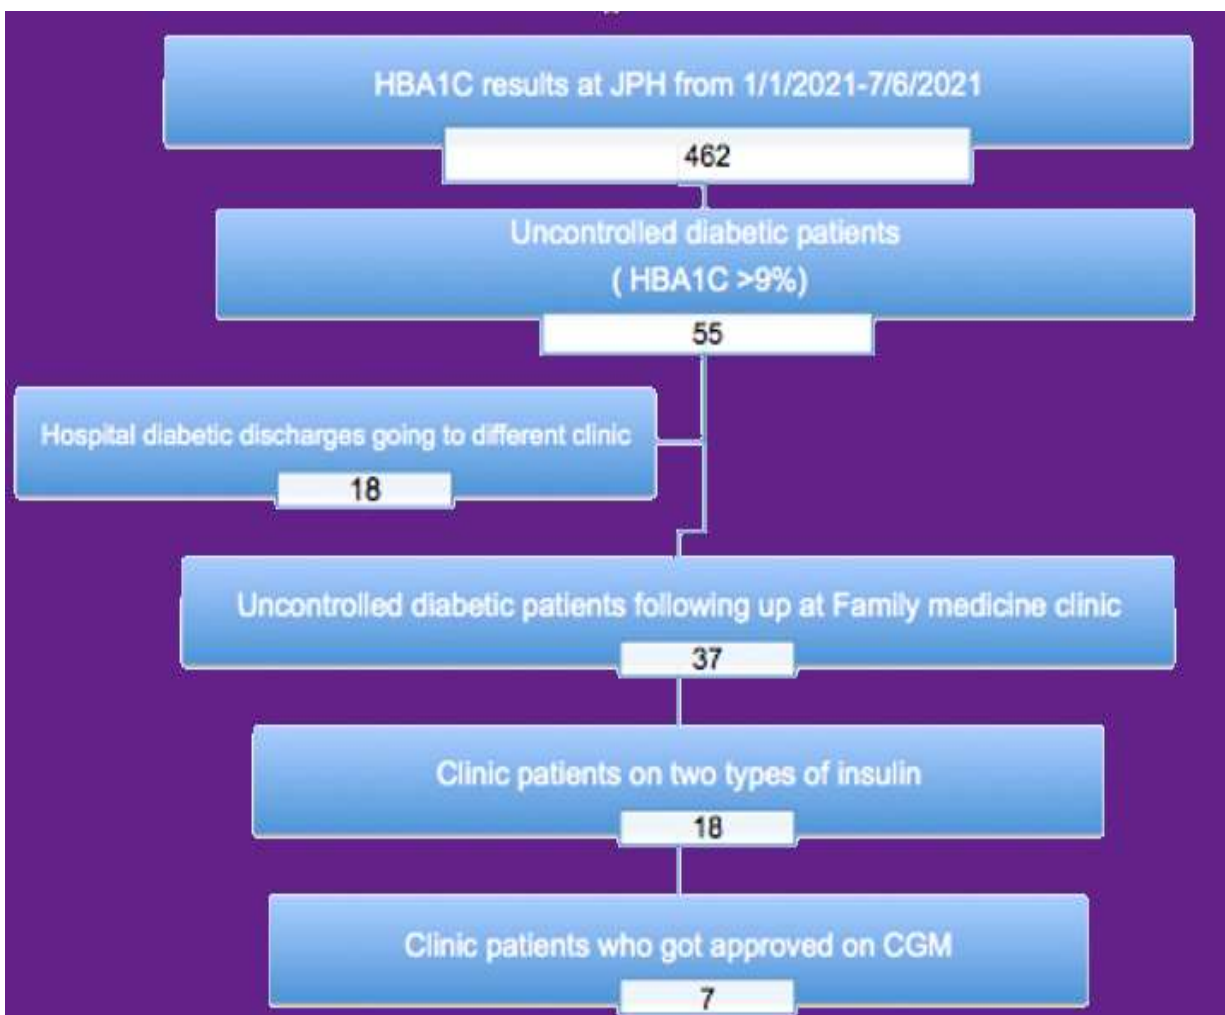 HBA1C results at JPH from 1/1/2021-7/6/2021
462
Uncontrolled diabetic patients
( HBA1C >9%)
55
Hospital diabetic discharges going to different clinic
18
Uncontrolled diabetic patients following up at Family medicine clinic
37
Clinic patients on two types of insulin
18
Clinic patients who got approved on CGM
7